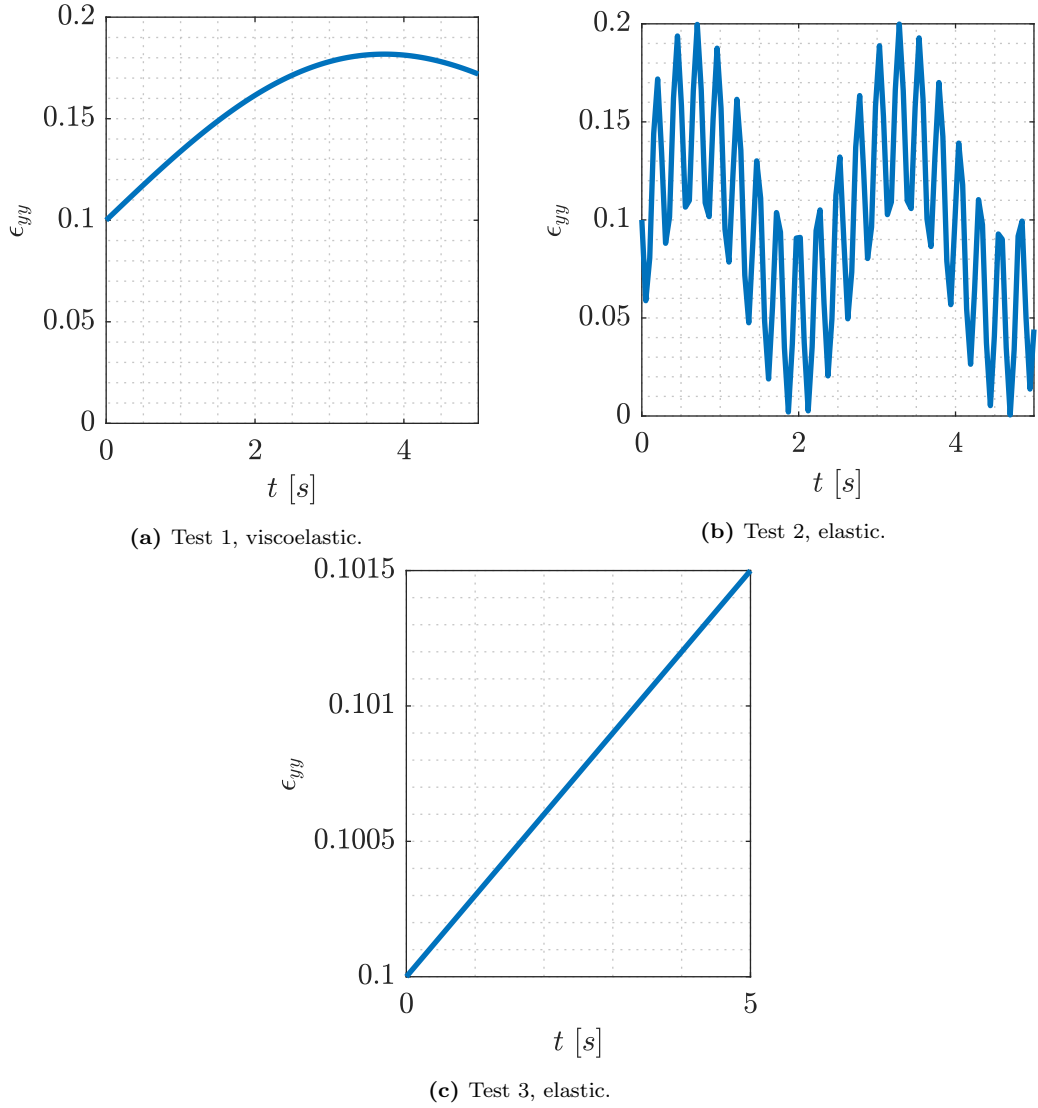 0.2
0.15
0.1
0.05
0
ϵyy
0 2 4
t [s]
(a) Test 1, viscoelastic.
0.2
0.15
0.1
0.05
0
ϵyy
0 2 4
t [s]
(b) Test 2, elastic.
0.1015
0.101
0.1005
0.1
ϵyy
0 5
t [s]
(c) Test 3, elastic.